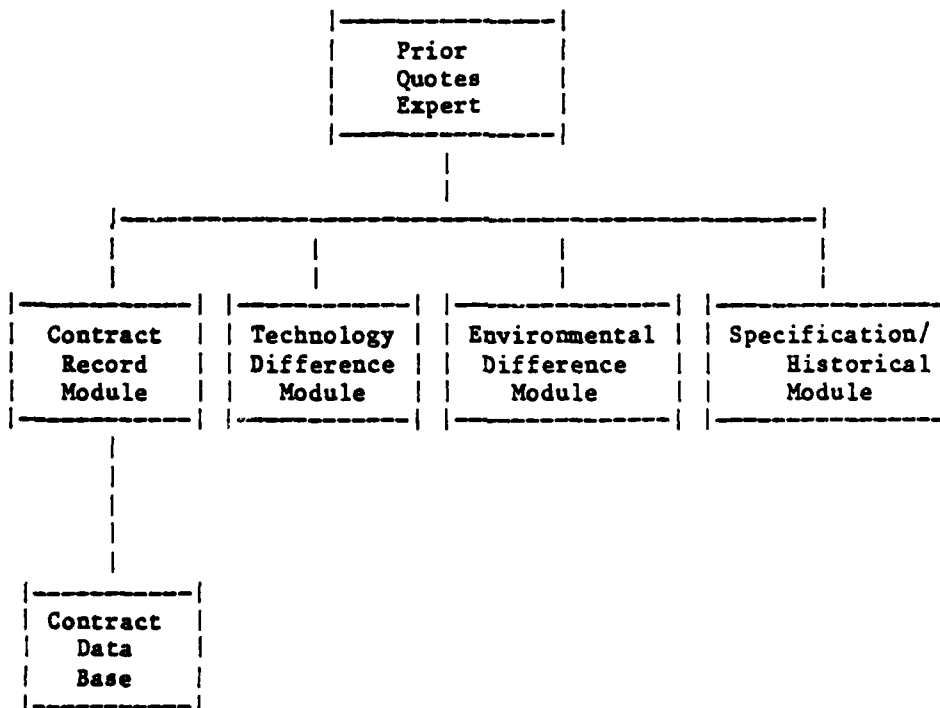 Prior
Quotes
Expert
Contract
Record
Module
Technology
Difference
Module
Environmental
Difference
Module
Specification/
Historical
Module
Contract
Data
Base